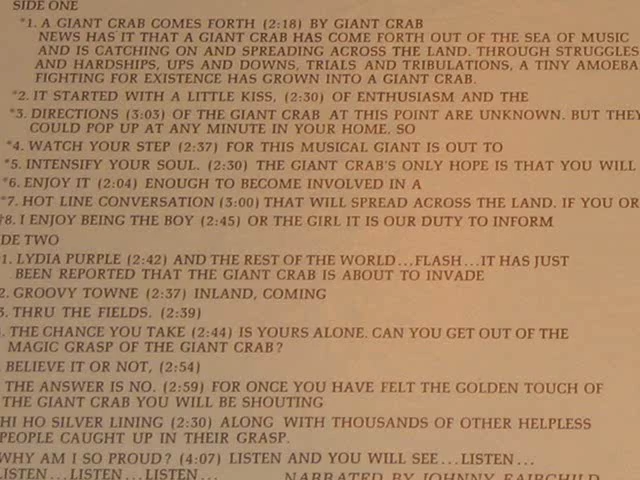 SIDE ONE
*1. A GIANT CRAB COMES FORTH (2:18) BY GIANT CRAB
NEWS HAS IT THAT A GIANT CRAB HAS COME FORTH OUT OF THE SEA OF MUSIC
AND IS CATCHING ON AND SPREADING ACROSS THE LAND. THROUGH STRUGGLES
AND HARDSHIPS, UPS AND DOWNS, TRIALS AND TRIBULATIONS, A TINY AMOEBA
FIGHTING FOR EXISTENCE HAS GROWN INTO A GIANT CRAB.
*2. IT STARTED WITH A LITTLE KISS, (2:30) OF ENTHUSIASM AND THE
*3. DIRECTIONS (3:03) OF THE GIANT CRAB AT THIS POINT ARE UNKNOWN. BUT THEY
COULD POP UP AT ANY MINUTE IN YOUR HOME. SO
*4. WATCH YOUR STEP (2:37) FOR THIS MUSICAL GIANT IS OUT TO
*5. INTENSIFY YOUR SOUL. (2:30) THE GIANT CRAB'S ONLY HOPE IS THAT YOU WILL
*6. ENJOY IT (2:04) ENOUGH TO BECOME INVOLVED IN A
*7. HOT LINE CONVERSATION (3:00) THAT WILL SPREAD ACROSS THE LAND. IF YOU OR
†8. I ENJOY BEING THE BOY (2:45) OR THE GIRL IT IS OUR DUTY TO INFORM
DE TWO
*1. LYDIA PURPLE (2:42) AND THE REST OF THE WORLD...FLASH...IT HAS JUST
BEEN REPORTED THAT THE GIANT CRAB IS ABOUT TO INVADE
2. GROOVY TOWNE (2:37) INLAND, COMING
3. THRU THE FIELDS. (2:39)
. THE CHANCE YOU TAKE (2:44) IS YOURS ALONE. CAN YOU GET OUT OF THE
MAGIC GRASP OF THE GIANT CRAB?
. BELIEVE IT OR NOT, (2:54)
THE ANSWER IS NO. (2:59) FOR ONCE YOU HAVE FELT THE GOLDEN TOUCH OF
THE GIANT CRAB YOU WILL BE SHOUTING
HI HO SILVER LINING (2:30) ALONG WITH THOUSANDS OF OTHER HELPLESS
PEOPLE CAUGHT UP IN THEIR GRASP.
WHY AM I SO PROUD? (4:07) LISTEN AND YOU WILL SEE...LISTEN...
LISTEN...LISTEN...LISTEN... NARRATED BY JOHNNY FAIRCHILD